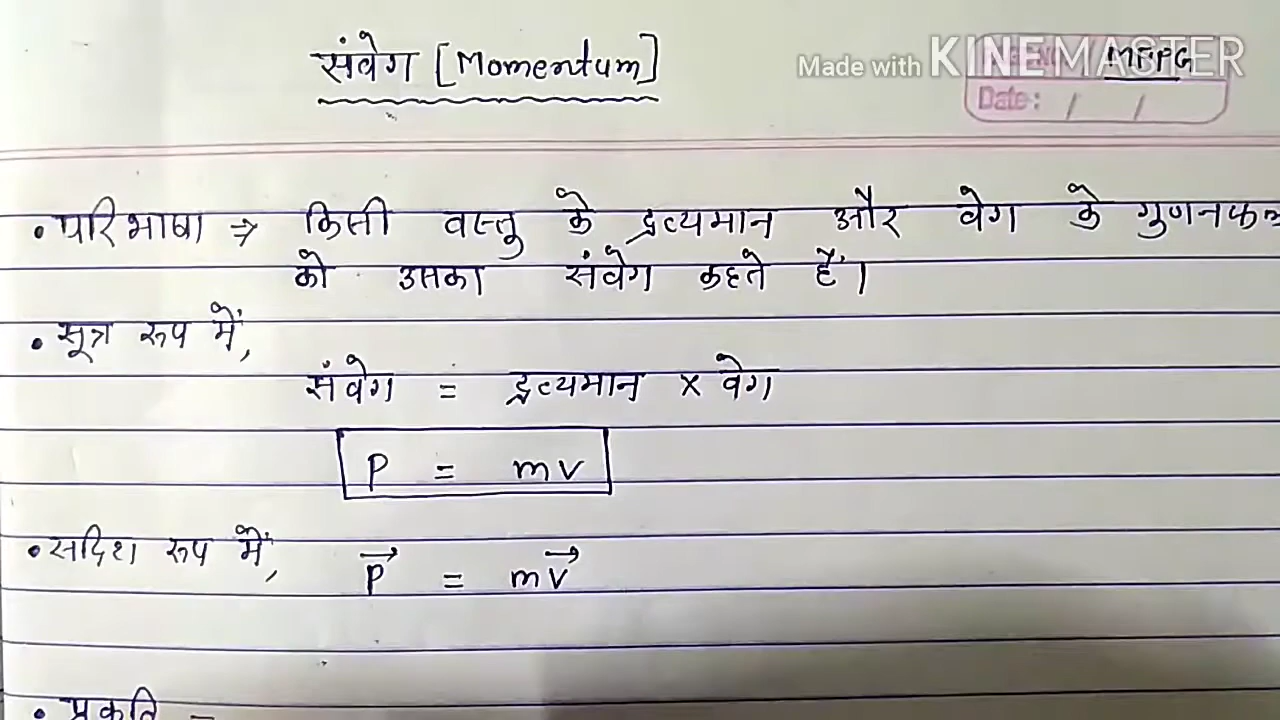 संवेग [Momentum]
Made with KINEMASTER
Date: / /
• परिभाषा ⇒ किसी वस्तु के द्रव्यमान और वेग के गुणनफल
को उसका संवेग कहते हैं।
• सूत्र रूप में,
संवेग = द्रव्यमान × वेग
P = mv
• सदिश रूप में, P⃗ = mv⃗
• प्रकृति –